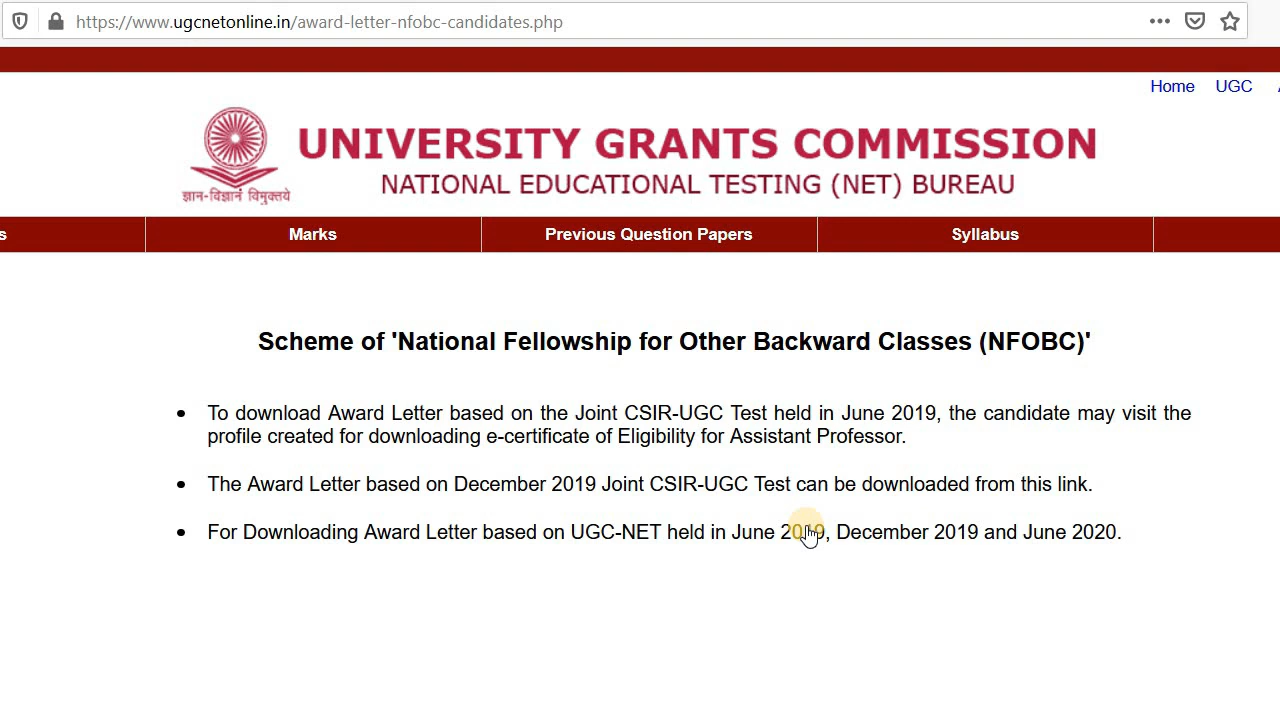 https://www.ugcnetonline.in/award-letter-nfobc-candidates.php
Home UGC
UNIVERSITY GRANTS COMMISSION
NATIONAL EDUCATIONAL TESTING (NET) BUREAU
ज्ञान-विज्ञानं विमुक्तये
s Marks Previous Question Papers Syllabus
Scheme of 'National Fellowship for Other Backward Classes (NFOBC)'
• To download Award Letter based on the Joint CSIR-UGC Test held in June 2019, the candidate may visit the
profile created for downloading e-certificate of Eligibility for Assistant Professor.
• The Award Letter based on December 2019 Joint CSIR-UGC Test can be downloaded from this link.
• For Downloading Award Letter based on UGC-NET held in June 2019, December 2019 and June 2020.